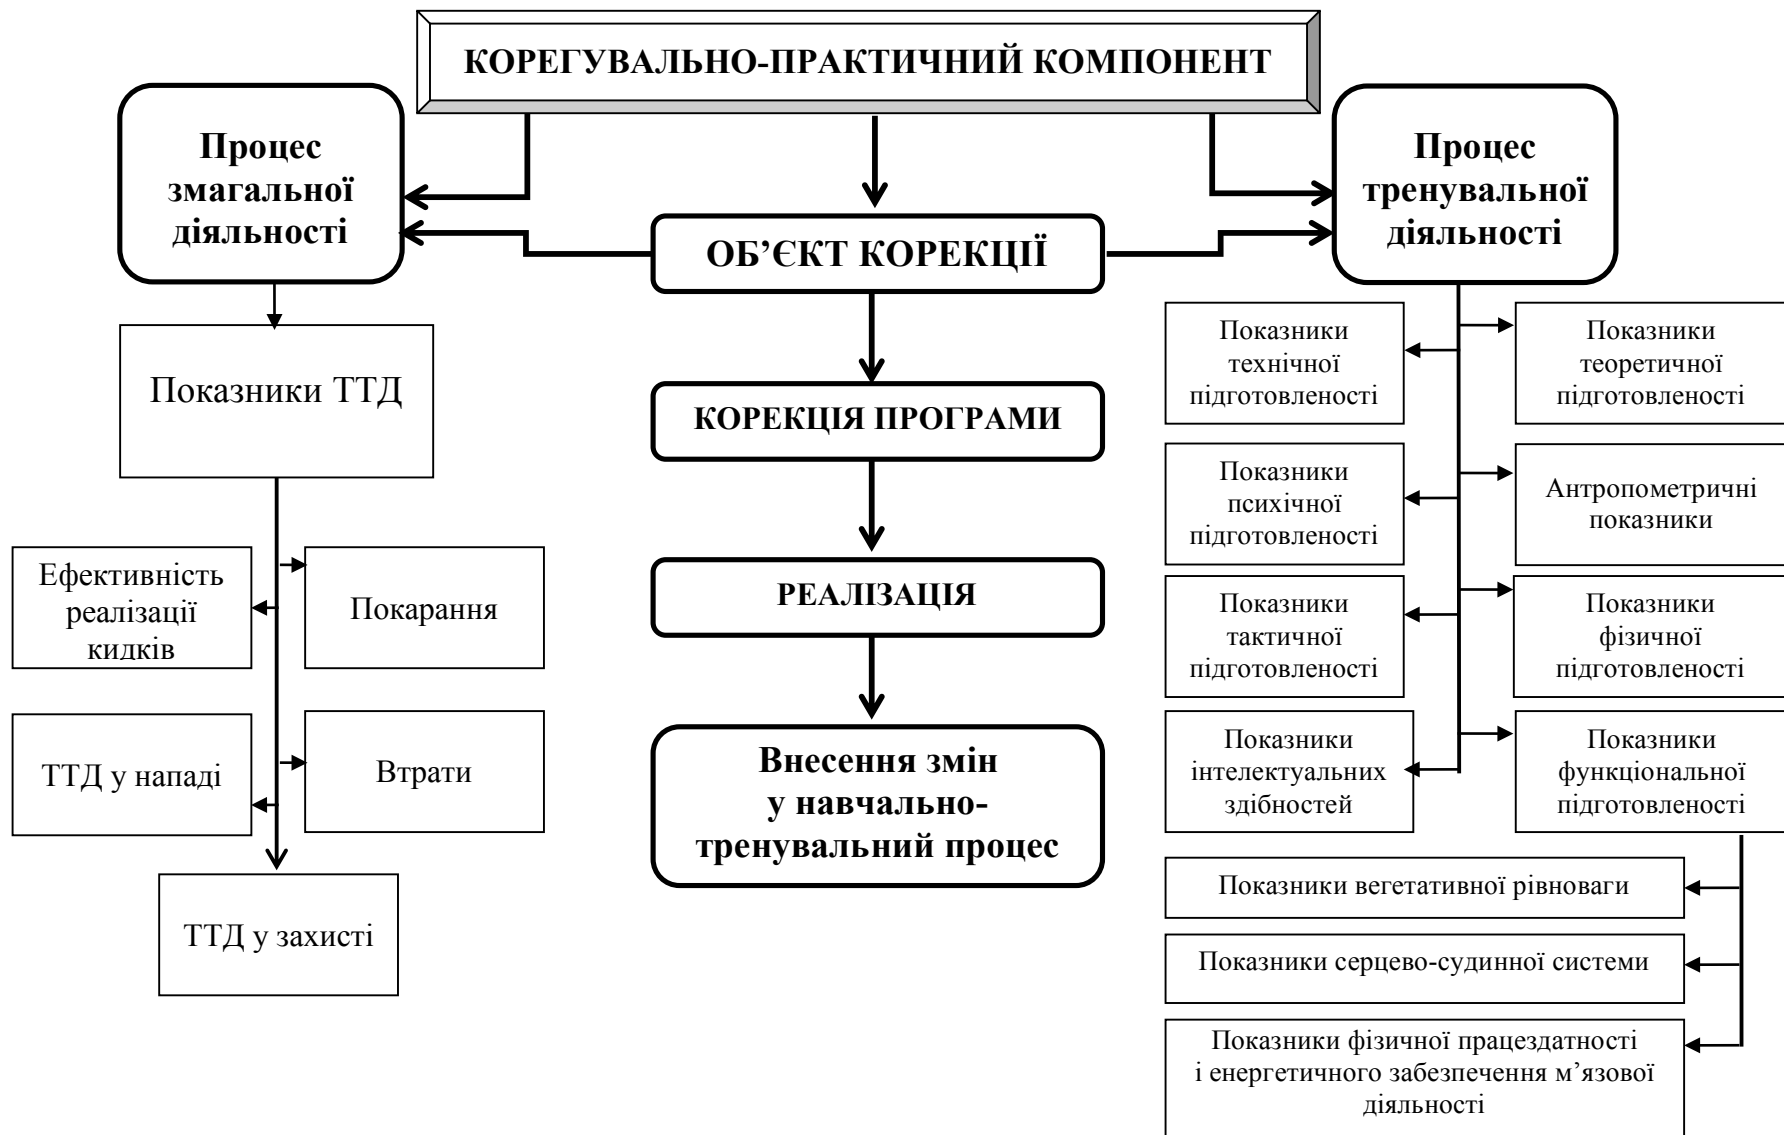 КОРЕГУВАЛЬНО-ПРАКТИЧНИЙ КОМПОНЕНТ
Процес
змагальної
діяльності
ОБ’ЄКТ КОРЕКЦІЇ
Процес
тренувальної
діяльності
Показники ТТД
Ефективність
реалізації
кидків
Покарання
ТТД у нападі
Втрати
ТТД у захисті
КОРЕКЦІЯ ПРОГРАМИ
РЕАЛІЗАЦІЯ
Внесення змін
у навчально-
тренувальний процес
Показники
технічної
підготовленості
Показники
теоретичної
підготовленості
Показники
психічної
підготовленості
Антропометричні
показники
Показники
тактичної
підготовленості
Показники
фізичної
підготовленості
Показники
інтелектуальних
здібностей
Показники
функціональної
підготовленості
Показники вегетативної рівноваги
Показники серцево-судинної системи
Показники фізичної працездатності
і енергетичного забезпечення м’язової
діяльності